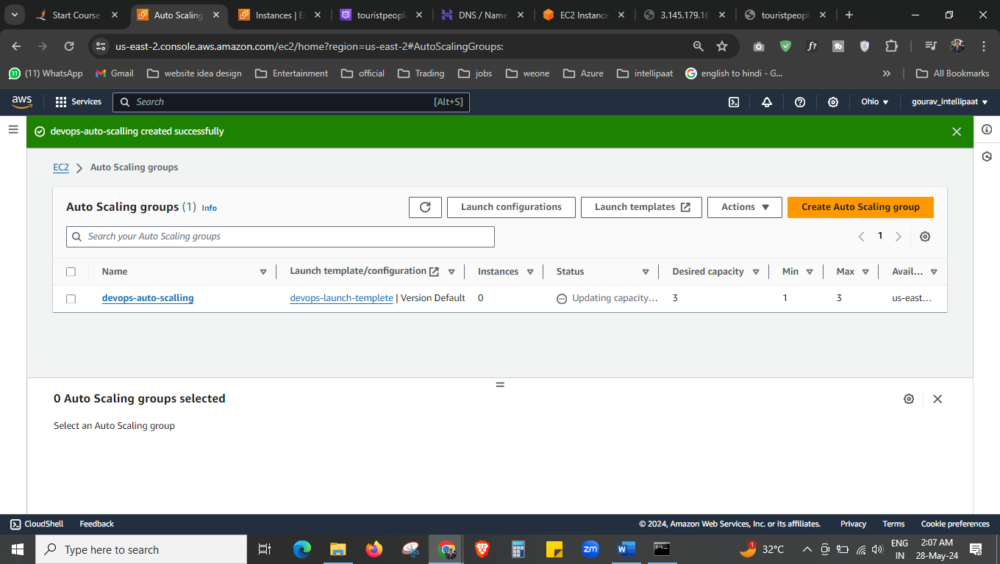 Start Course
Auto Scaling
Instances | E
touristpeopl
DNS / Name
EC2 Instance
3.145.179.16
touristpeopl
us-east-2.console.aws.amazon.com/ec2/home?region=us-east-2#AutoScalingGroups:
f?
(11) WhatsApp
Gmail
website idea design
Entertainment
official
Trading
jobs
weone
Azure
intellipaat
english to hindi - G...
All Bookmarks
aws
Services
Search
[Alt+S]
Ohio
gourav_intellipaat
devops-auto-scalling created successfully
EC2
Auto Scaling groups
Auto Scaling groups (1) Info
Launch configurations
Launch templates
Actions
Create Auto Scaling group
Search your Auto Scaling groups
1
Name
Launch template/configuration
Instances
Status
Desired capacity
Min
Max
Avail...
devops-auto-scalling
devops-launch-templete | Version Default
0
Updating capacity...
3
1
3
us-east...
0 Auto Scaling groups selected
Select an Auto Scaling group
CloudShell
Feedback
© 2024, Amazon Web Services, Inc. or its affiliates.
Privacy
Terms
Cookie preferences
Type here to search
zm
1
32°C
ENG
IN
2:07 AM
28-May-24